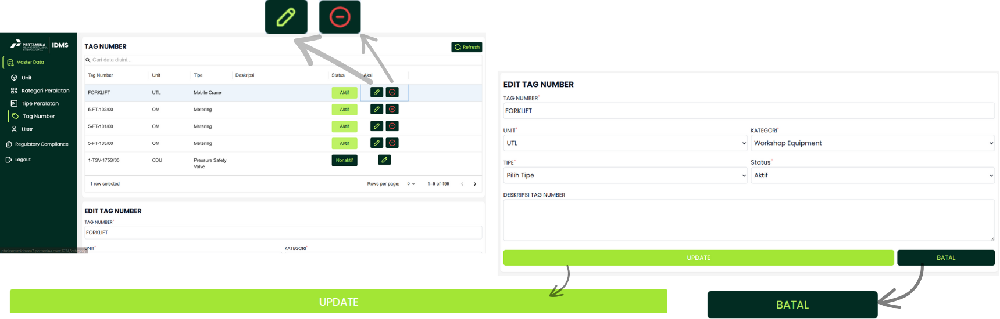 PERTAMINA
KILANG PERTAMINA
INTERNASIONAL
IDMS
Master Data
Unit
Kategori Peralatan
Tipe Peralatan
Tag Number
User
Regulatory Compliance
Logout
TAG NUMBER
Refresh
Cari data disini...
Tag Number Unit Tipe Deskripsi Status Aksi
FORKLIFT UTL Mobile Crane Aktif
5-FT-102/00 OM Metering Aktif
5-FT-101/00 OM Metering Aktif
5-FT-103/00 OM Metering Aktif
1-TSV-175S/00 CDU Pressure Safety Valve Nonaktif
1 row selected Rows per page: 5 1–5 of 499
EDIT TAG NUMBER
TAG NUMBER*
FORKLIFT
UNIT* KATEGORI*
EDIT TAG NUMBER
TAG NUMBER*
FORKLIFT
UNIT* KATEGORI*
UTL Workshop Equipment
TIPE* Status*
Pilih Tipe Aktif
DESKRIPSI TAG NUMBER
UPDATE BATAL
UPDATE
BATAL